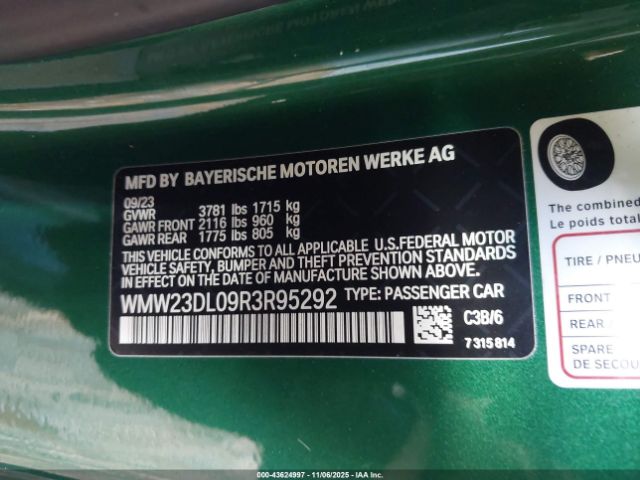 MFD BY BAYERISCHE MOTOREN WERKE AG
09/23
GVWR 3781 lbs 1715 kg
GAWR FRONT 2116 lbs 960 kg
GAWR REAR 1775 lbs 805 kg
THIS VEHICLE CONFORMS TO ALL APPLICABLE U.S.FEDERAL MOTOR
VEHICLE SAFETY, BUMPER AND THEFT PREVENTION STANDARDS
IN EFFECT ON THE DATE OF MANUFACTURE SHOWN ABOVE.
WMW23DL09R3R95292 TYPE: PASSENGER CAR
C3B/6
7 315 814
The combined
Le poids total
TIRE / PNEU
FRONT /
REAR /
SPARE
DE SECOU
000-43624997 - 11/06/2025 - IAA, Inc.